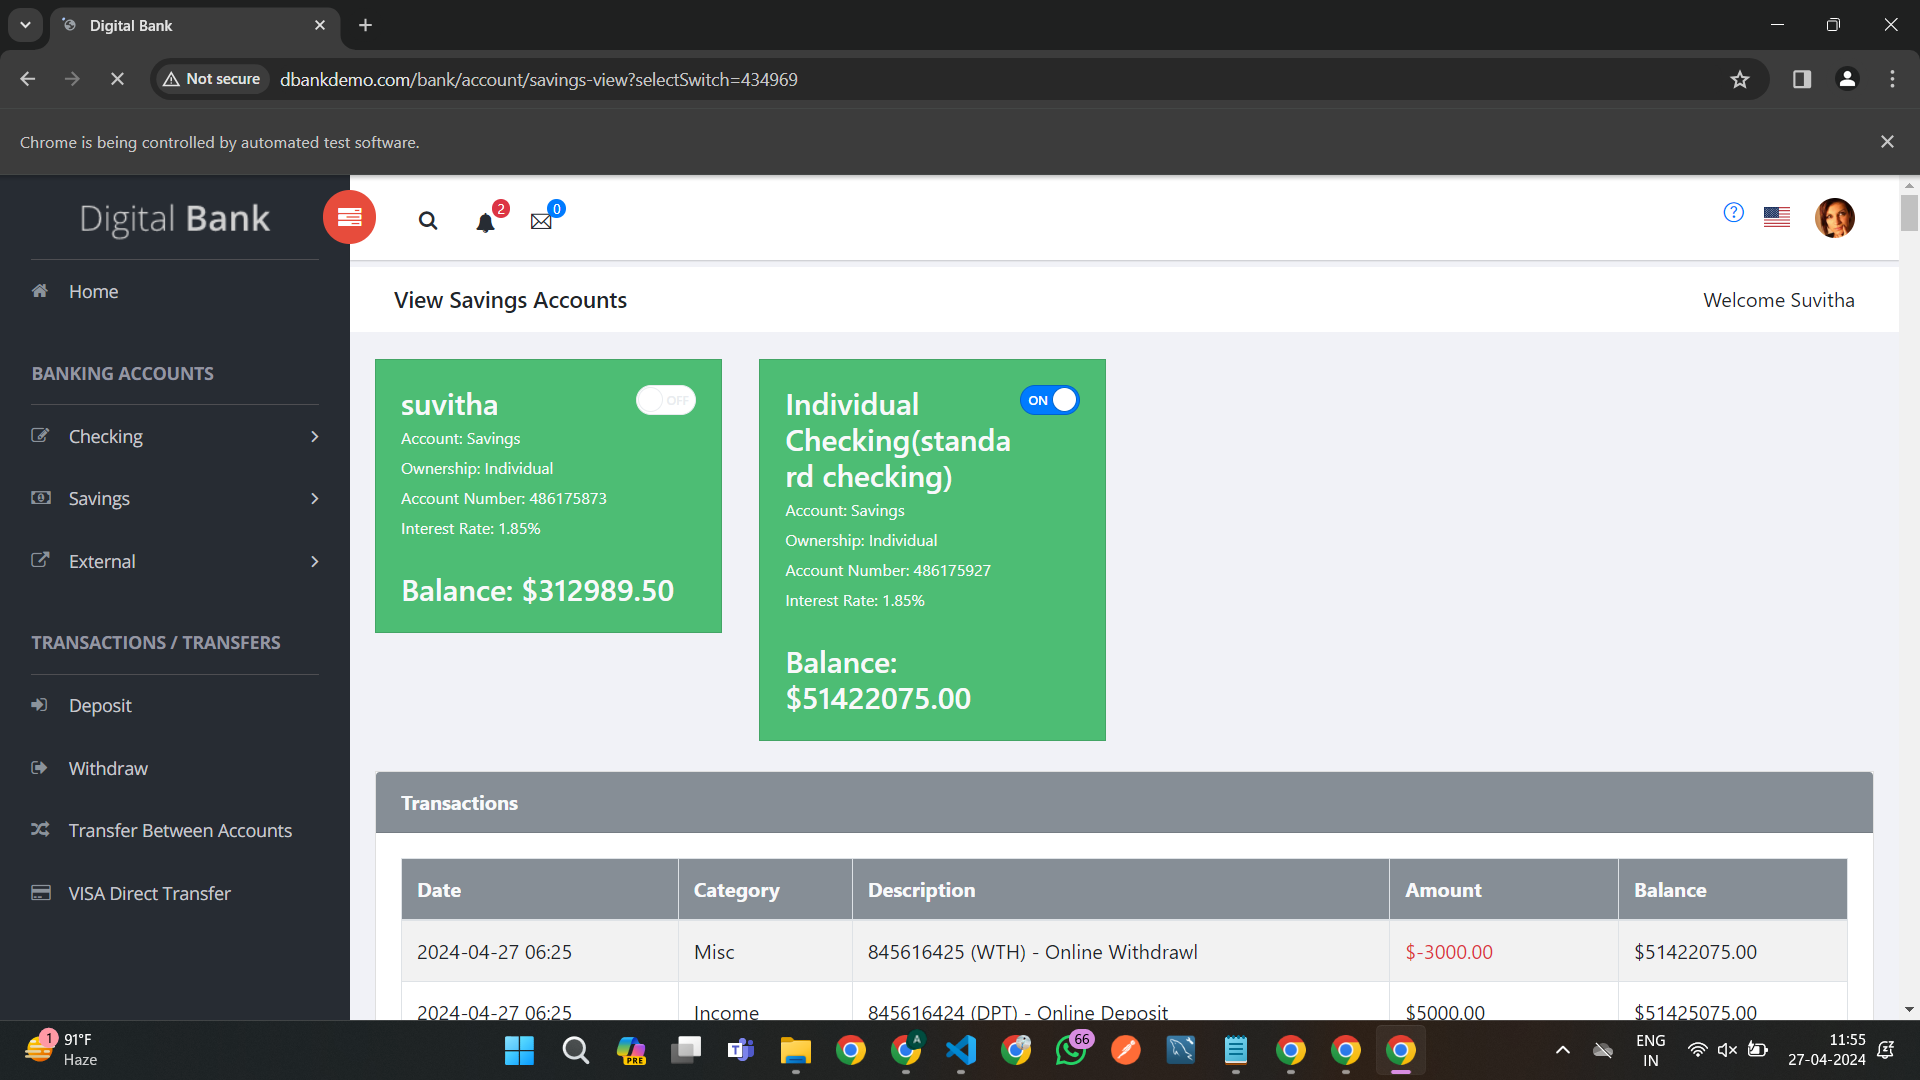 Digital Bank
Not secure
dbankdemo.com/bank/account/savings-view?selectSwitch=434969
Chrome is being controlled by automated test software.
Digital Bank
2
0
Home
View Savings Accounts
Welcome Suvitha
BANKING ACCOUNTS
Checking
Savings
External
suvitha
OFF
Account: Savings
Ownership: Individual
Account Number: 486175873
Interest Rate: 1.85%
Balance: $312989.50
Individual
Checking(standa
rd checking)
ON
Account: Savings
Ownership: Individual
Account Number: 486175927
Interest Rate: 1.85%
Balance:
$51422075.00
TRANSACTIONS / TRANSFERS
Deposit
Withdraw
Transfer Between Accounts
VISA Direct Transfer
Transactions
Date Category Description Amount Balance
2024-04-27 06:25 Misc 845616425 (WTH) - Online Withdrawl $-3000.00 $51422075.00
2024-04-27 06:25 Income 845616424 (DPT) - Online Deposit $5000.00 $51425075.00
1
91°F
Haze
PRE
A
66
ENG
IN
11:55
27-04-2024